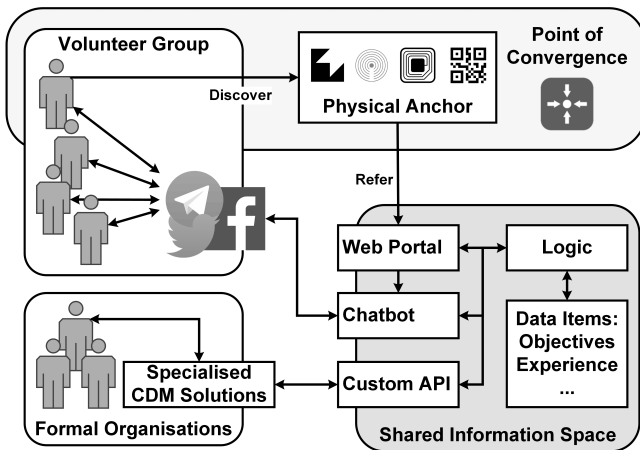 Volunteer Group
Point of
Convergence
Discover
Physical Anchor
Refer
Web Portal
Logic
Chatbot
Data Items:
Objectives
Experience
...
Specialised
CDM Solutions
Custom API
Formal Organisations
Shared Information Space